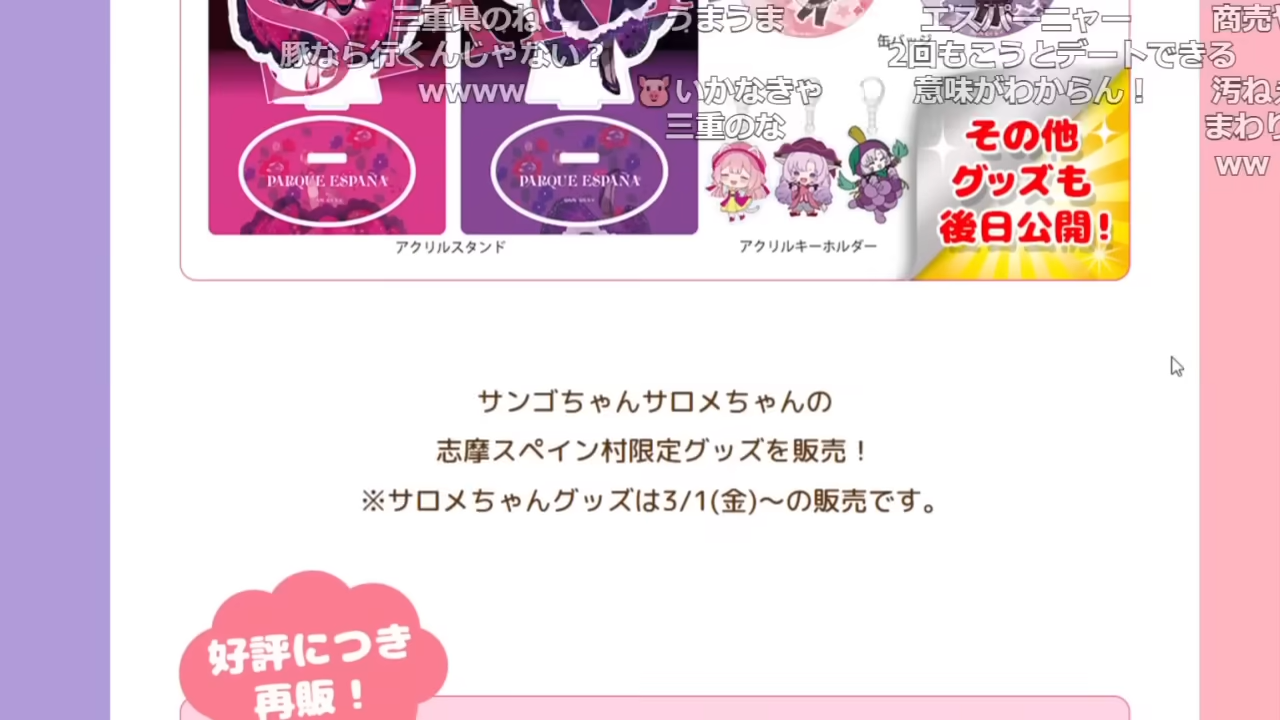 三重県のね
うまうま
エスパーニャー
商売
缶バッジ
豚なら行くんじゃない？
2回もこうとデートできる
wwww
🐷いかなきゃ
意味がわからん！
汚ね
三重のな
まわり
ww
その他
グッズも
後日公開！
PARQUE ESPAÑA
PARQUE ESPAÑA
アクリルスタンド
アクリルキーホルダー
サンゴちゃんサロメちゃんの
志摩スペイン村限定グッズを販売！
※サロメちゃんグッズは3/1(金)～の販売です。
好評につき
再販！